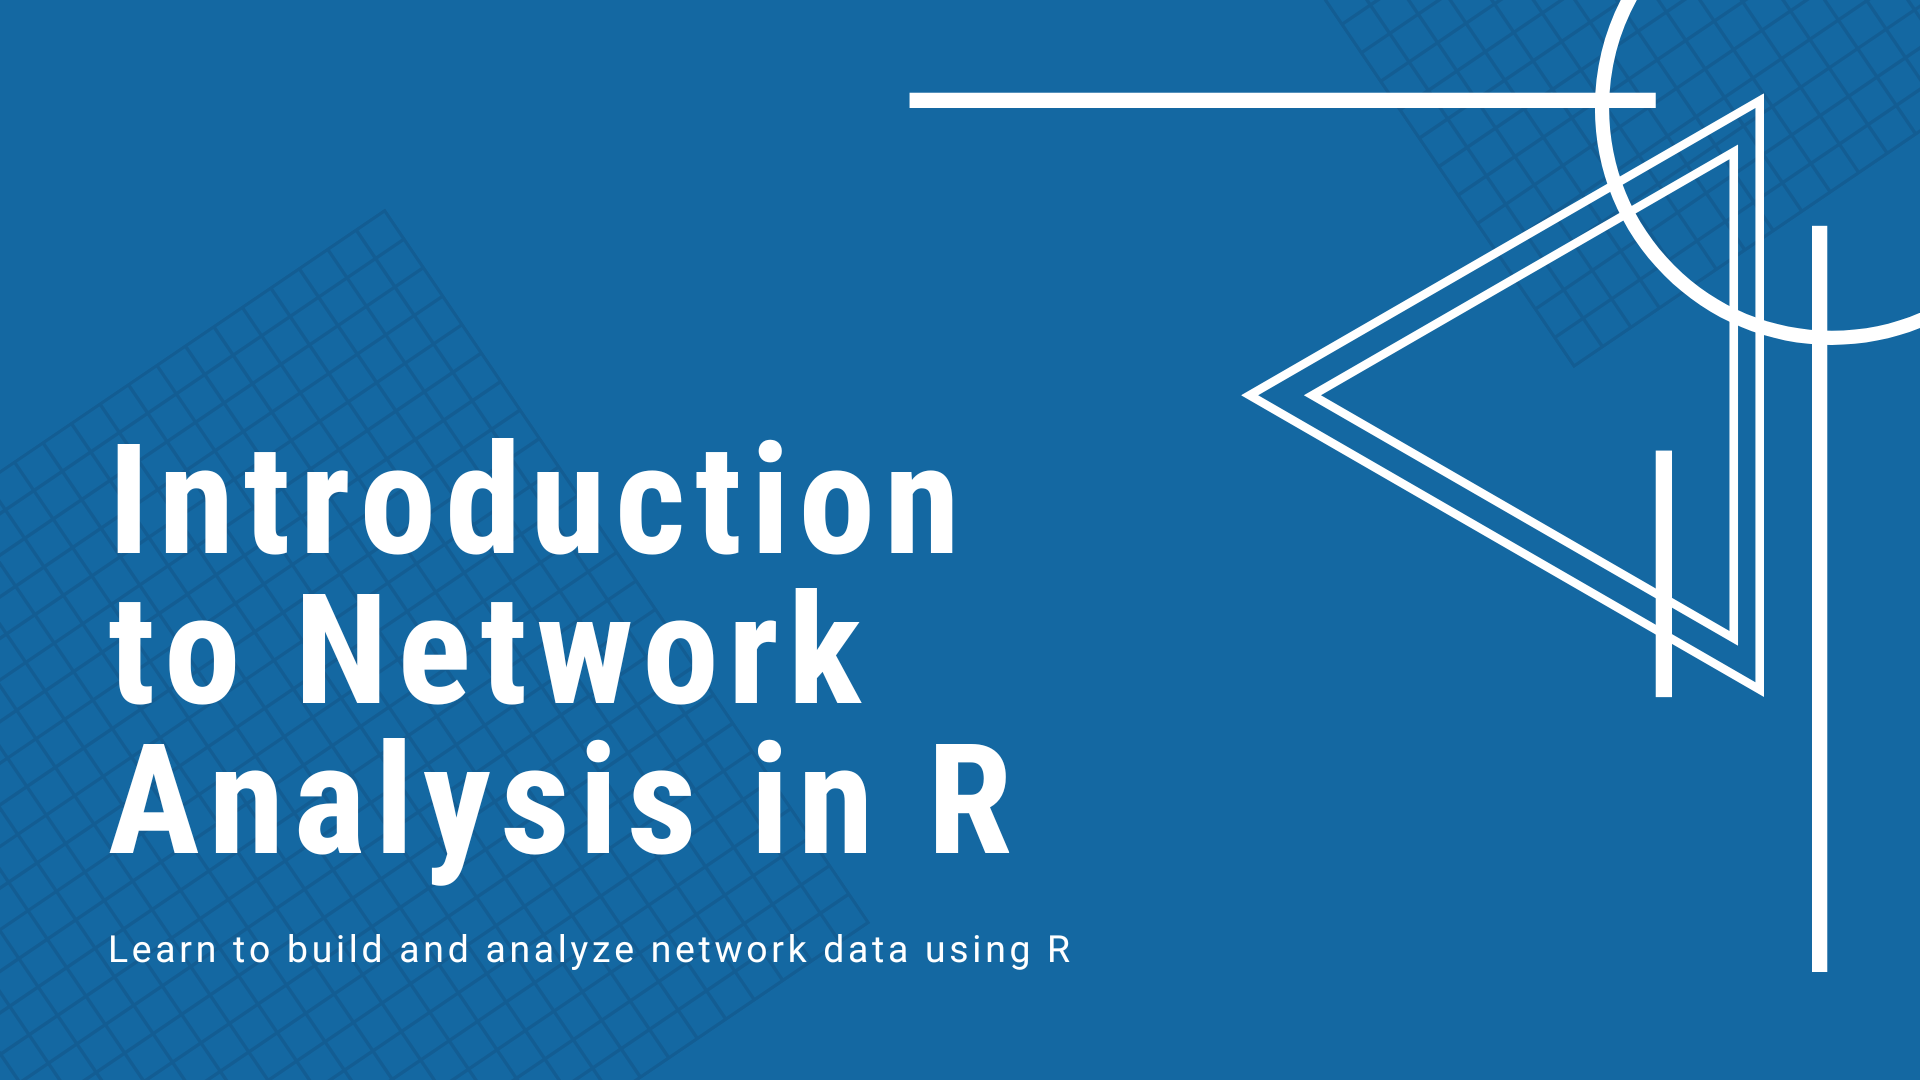 Introduction
to Network
Analysis in R
Learn to build and analyze network data using R